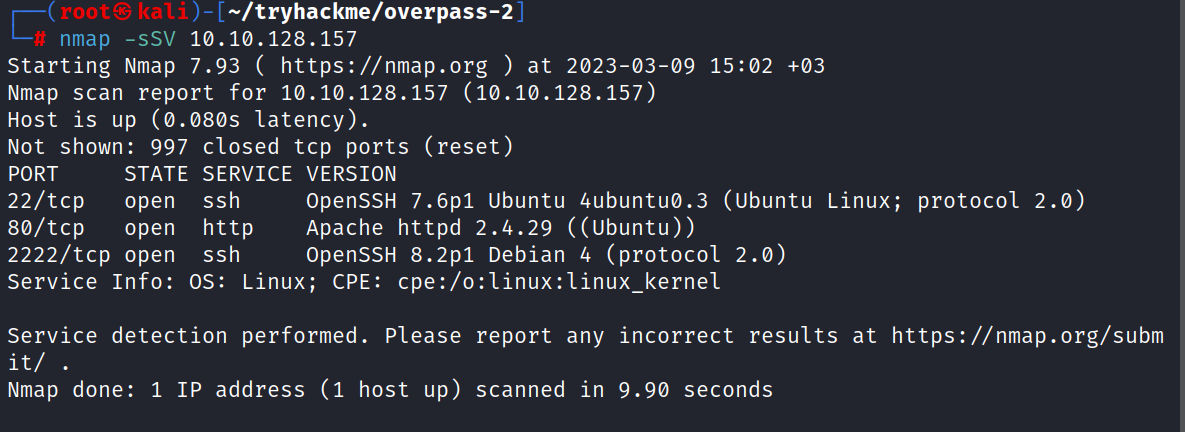 ┌──(root㉿kali)-[~/tryhackme/overpass-2]
└─# nmap -sSV 10.10.128.157
Starting Nmap 7.93 ( https://nmap.org ) at 2023-03-09 15:02 +03
Nmap scan report for 10.10.128.157 (10.10.128.157)
Host is up (0.080s latency).
Not shown: 997 closed tcp ports (reset)
PORT     STATE SERVICE VERSION
22/tcp   open  ssh     OpenSSH 7.6p1 Ubuntu 4ubuntu0.3 (Ubuntu Linux; protocol 2.0)
80/tcp   open  http    Apache httpd 2.4.29 ((Ubuntu))
2222/tcp open  ssh     OpenSSH 8.2p1 Debian 4 (protocol 2.0)
Service Info: OS: Linux; CPE: cpe:/o:linux:linux_kernel

Service detection performed. Please report any incorrect results at https://nmap.org/subm
it/ .
Nmap done: 1 IP address (1 host up) scanned in 9.90 seconds